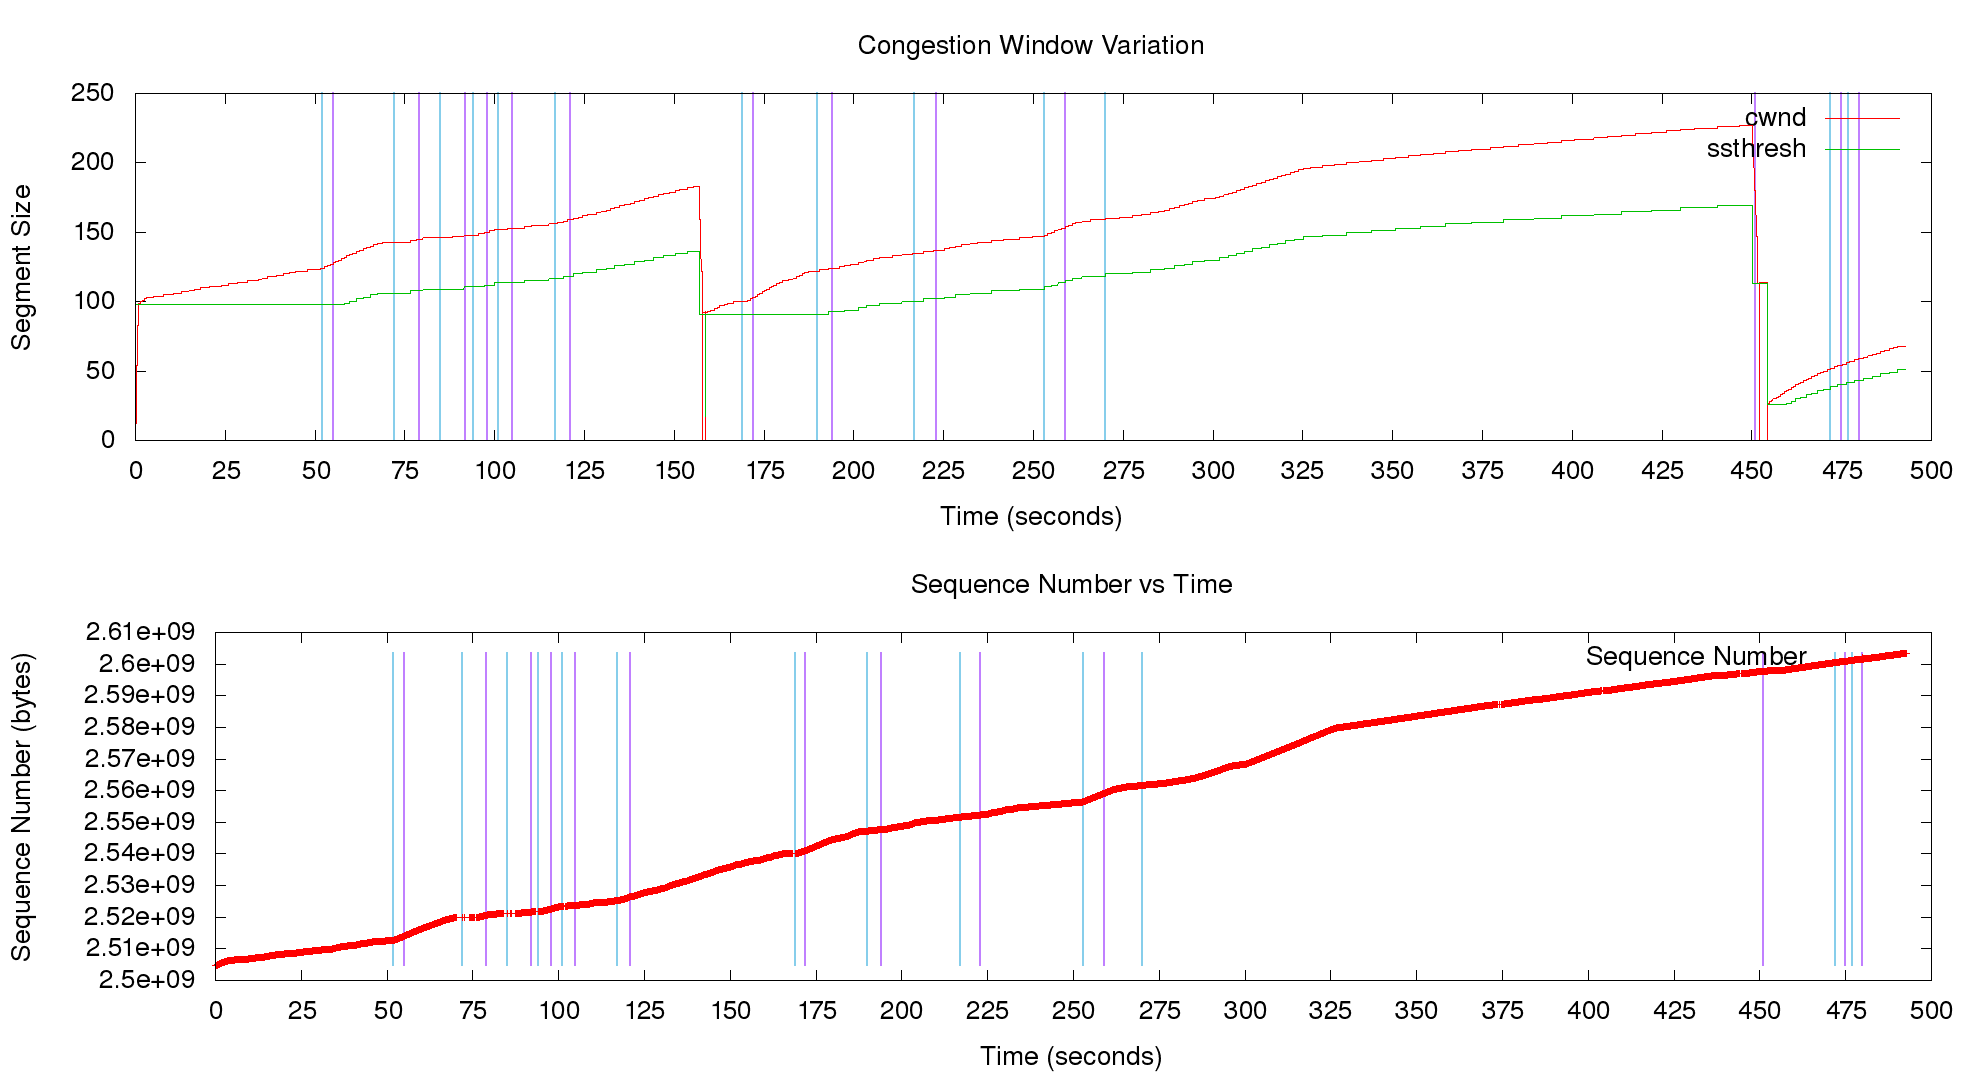 Congestion Window Variation
250
200
150
100
50
0
Segment Size
cwnd
ssthresh
0 25 50 75 100 125 150 175 200 225 250 275 300 325 350 375 400 425 450 475 500
Time (seconds)
Sequence Number vs Time
2.61e+09
2.6e+09
2.59e+09
2.58e+09
2.57e+09
2.56e+09
2.55e+09
2.54e+09
2.53e+09
2.52e+09
2.51e+09
2.5e+09
Sequence Number (bytes)
Sequence Number
0 25 50 75 100 125 150 175 200 225 250 275 300 325 350 375 400 425 450 475 500
Time (seconds)